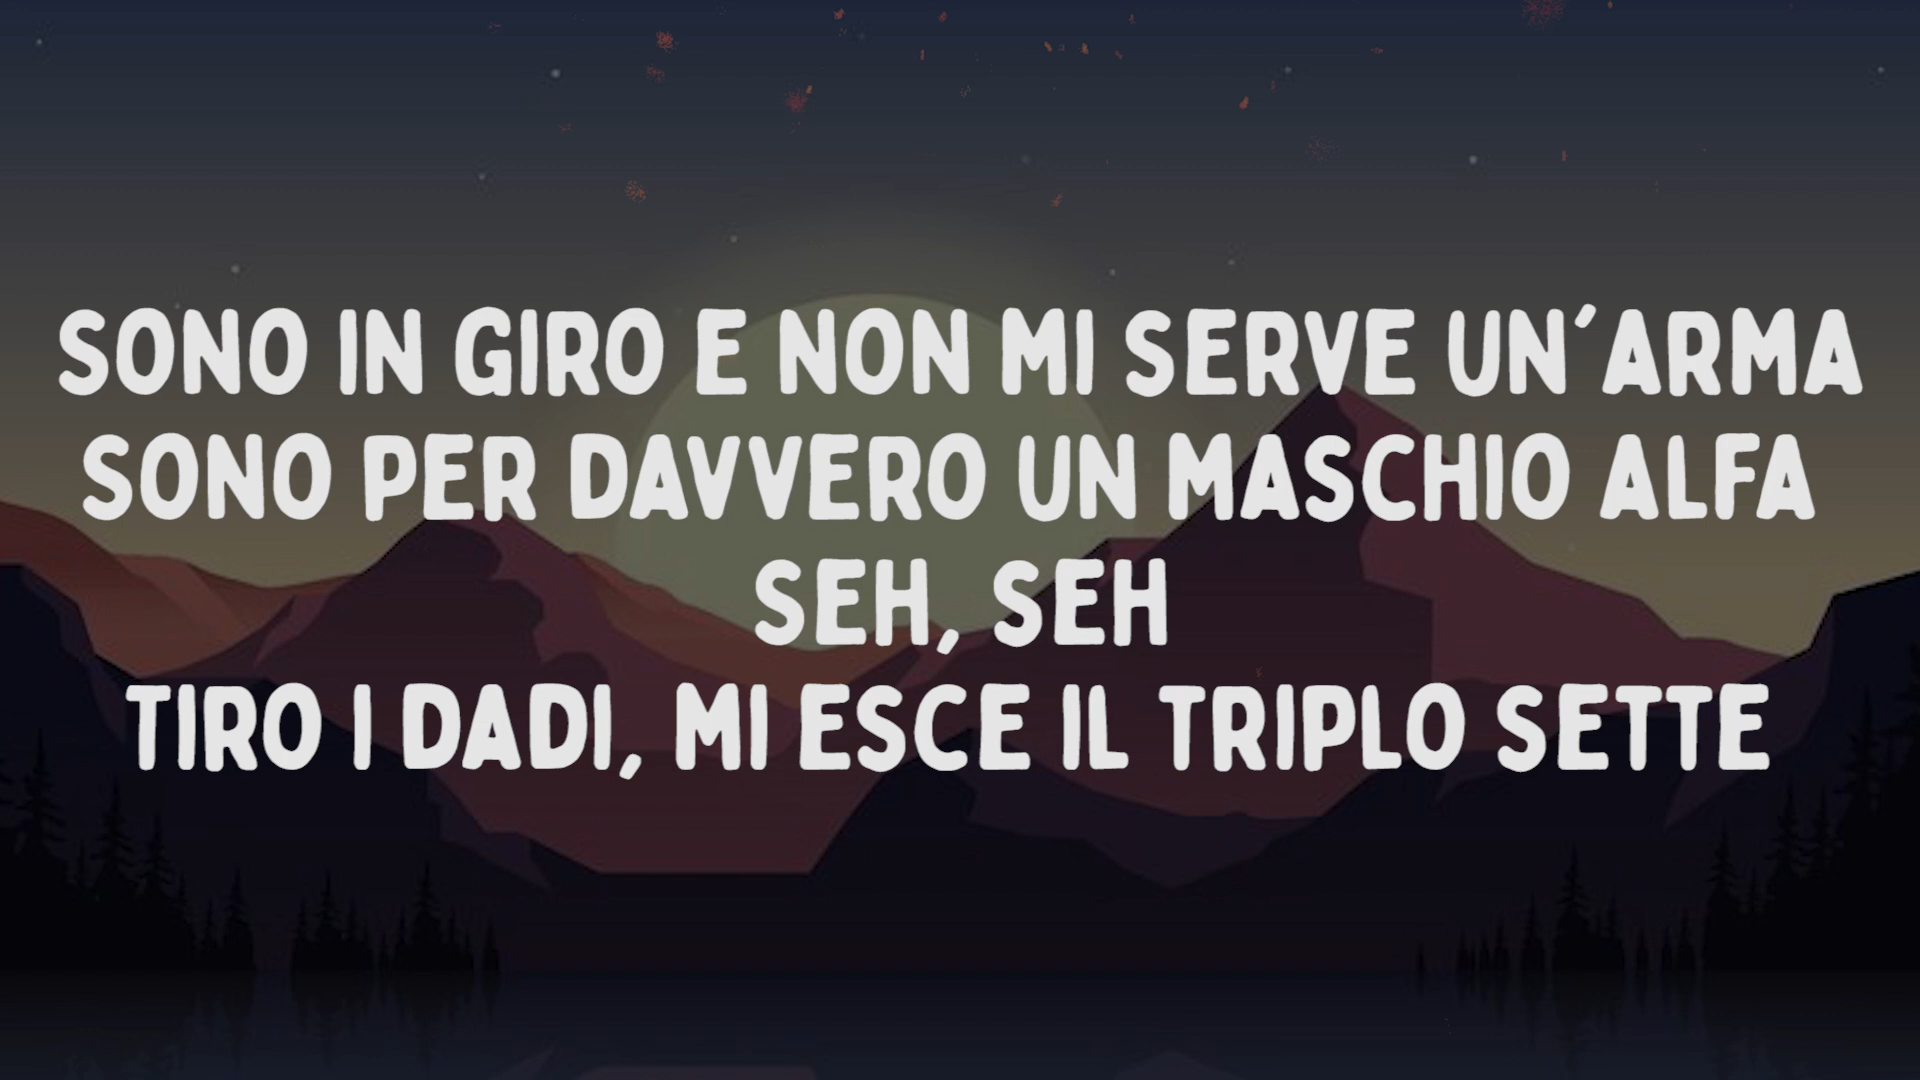 SONO IN GIRO E NON MI SERVE UN'ARMA
SONO PER DAVVERO UN MASCHIO ALFA
SEH, SEH
TIRO I DADI, MI ESCE IL TRIPLO SETTE